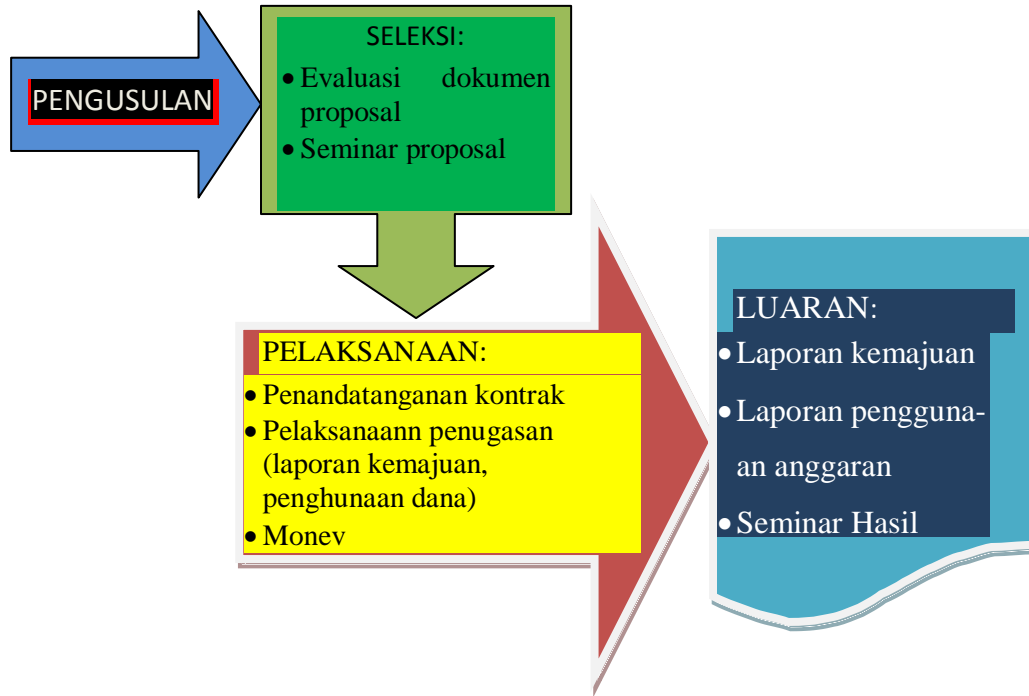 PENGUSULAN
SELEKSI:
• Evaluasi dokumen
proposal
• Seminar proposal
PELAKSANAAN:
• Penandatanganan kontrak
• Pelaksanaann penugasan
(laporan kemajuan,
penghunaan dana)
• Monev
LUARAN:
• Laporan kemajuan
• Laporan pengguna-
an anggaran
• Seminar Hasil